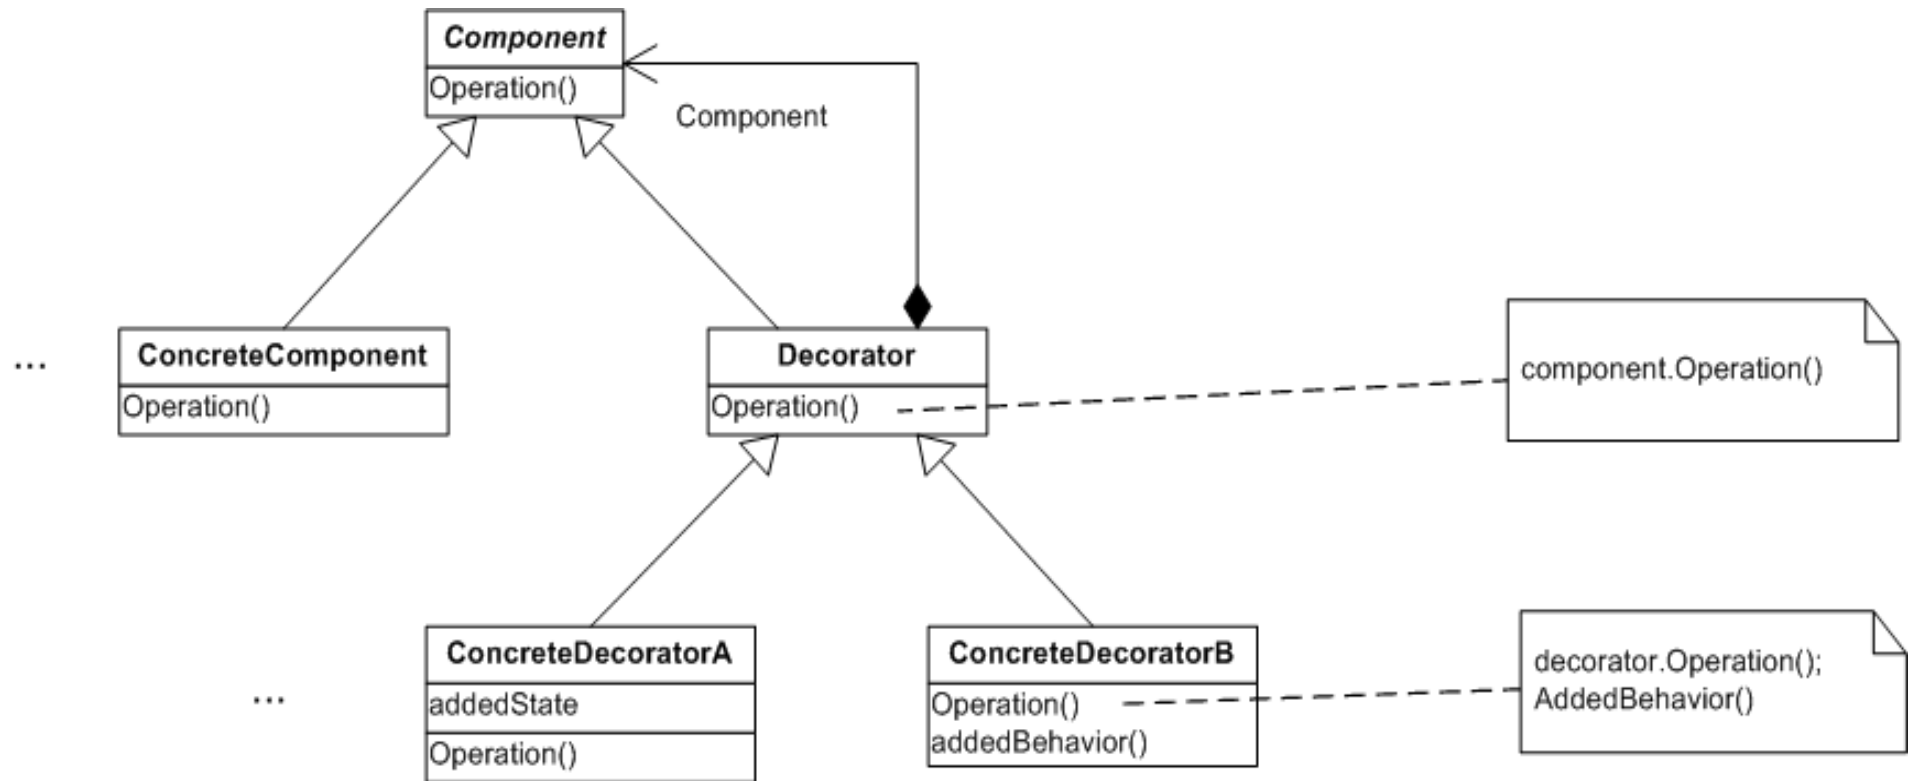 Component
Operation()
Component
...
ConcreteComponent
Operation()
Decorator
Operation()
component.Operation()
...
ConcreteDecoratorA
addedState
Operation()
ConcreteDecoratorB
Operation()
addedBehavior()
decorator.Operation();
AddedBehavior()